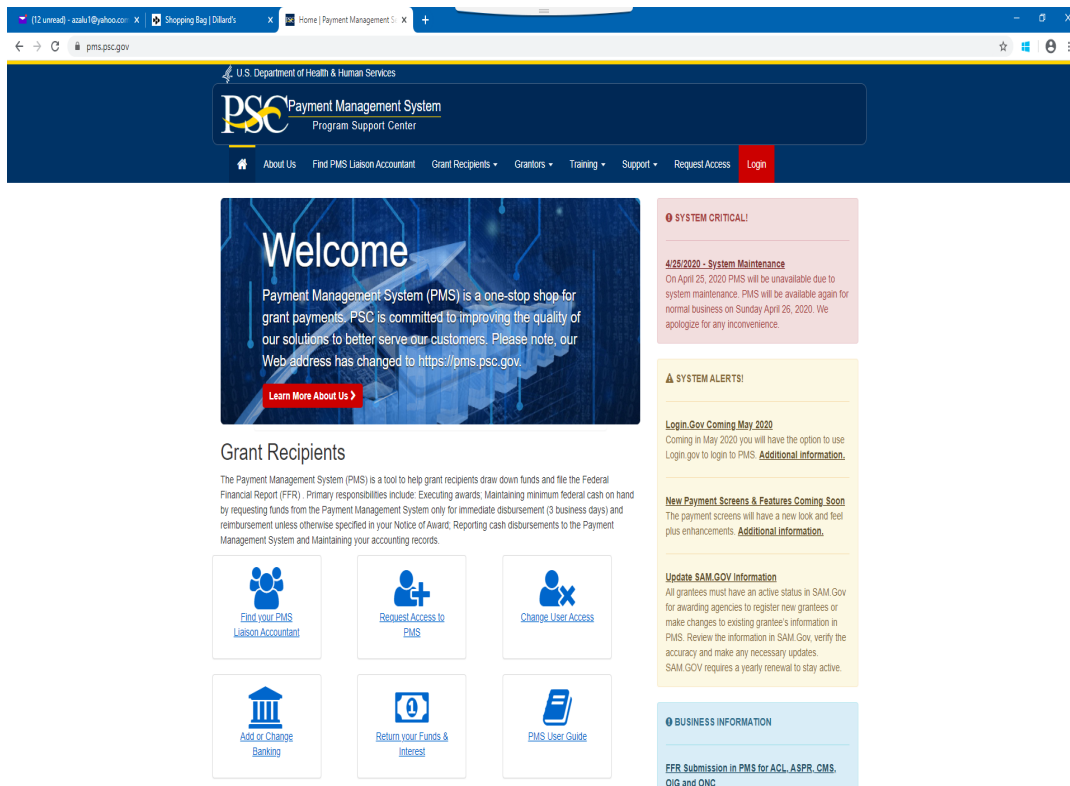 (12 unread) - azalu1@yahoo.com
Shopping Bag | Dillard's
Home | Payment Management S
pms.psc.gov
U.S. Department of Health & Human Services
PSC Payment Management System
Program Support Center
About Us Find PMS Liaison Accountant Grant Recipients Grantors Training Support Request Access Login
Welcome
Payment Management System (PMS) is a one-stop shop for
grant payments. PSC is committed to improving the quality of
our solutions to better serve our customers. Please note, our
Web address has changed to https://pms.psc.gov.
Learn More About Us
Grant Recipients
The Payment Management System (PMS) is a tool to help grant recipients draw down funds and file the Federal
Financial Report (FFR) . Primary responsibilities include: Executing awards; Maintaining minimum federal cash on hand
by requesting funds from the Payment Management System only for immediate disbursement (3 business days) and
reimbursement unless otherwise specified in your Notice of Award; Reporting cash disbursements to the Payment
Management System and Maintaining your accounting records.
Find your PMS
Liaison Accountant
Request Access to
PMS
Change User Access
Add or Change
Banking
Return your Funds &
Interest
PMS User Guide
SYSTEM CRITICAL!
4/25/2020 - System Maintenance
On April 25, 2020 PMS will be unavailable due to
system maintenance. PMS will be available again for
normal business on Sunday April 26, 2020. We
apologize for any inconvenience.
SYSTEM ALERTS!
Login.Gov Coming May 2020
Coming in May 2020 you will have the option to use
Login.gov to login to PMS. Additional information.
New Payment Screens & Features Coming Soon
The payment screens will have a new look and feel
plus enhancements. Additional information.
Update SAM.GOV Information
All grantees must have an active status in SAM.Gov
for awarding agencies to register new grantees or
make changes to existing grantee's information in
PMS. Review the information in SAM.Gov, verify the
accuracy and make any necessary updates.
SAM.GOV requires a yearly renewal to stay active.
BUSINESS INFORMATION
FFR Submission in PMS for ACL, ASPR, CMS,
OIG and ONC